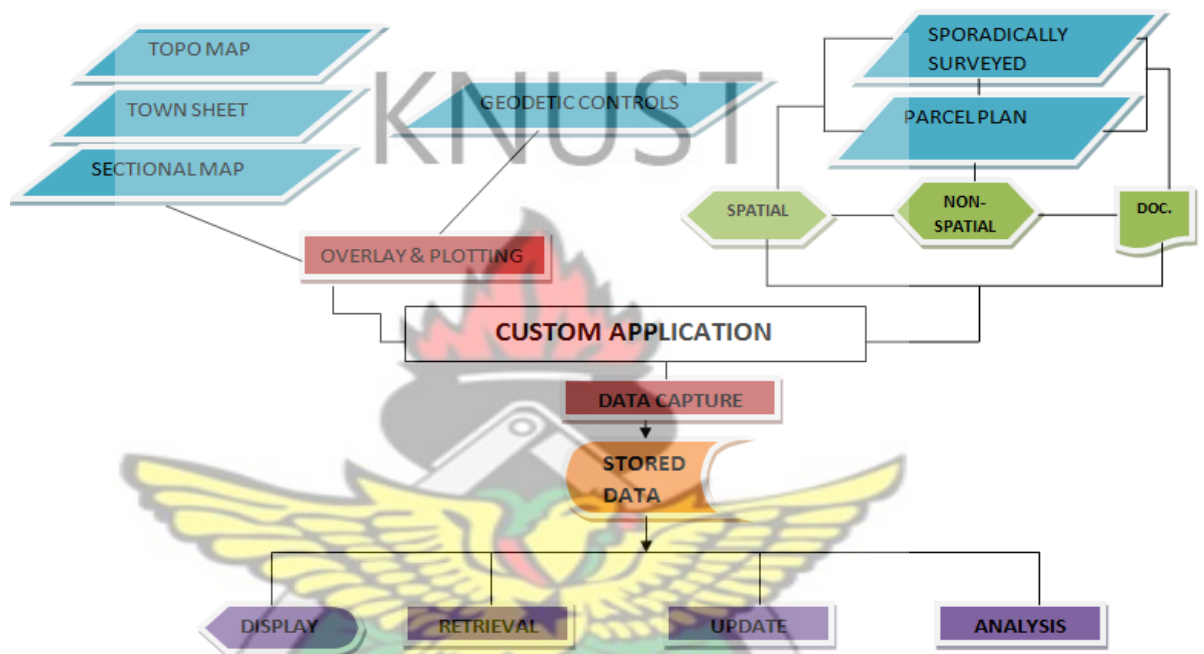 TOPO MAP
TOWN SHEET
SECTIONAL MAP
KNUST
GEODETIC CONTROLS
SPORADICALLY
SURVEYED
PARCEL PLAN
SPATIAL
NON-
SPATIAL
DOC.
OVERLAY & PLOTTING
CUSTOM APPLICATION
DATA CAPTURE
STORED
DATA
DISPLAY
RETRIEVAL
UPDATE
ANALYSIS